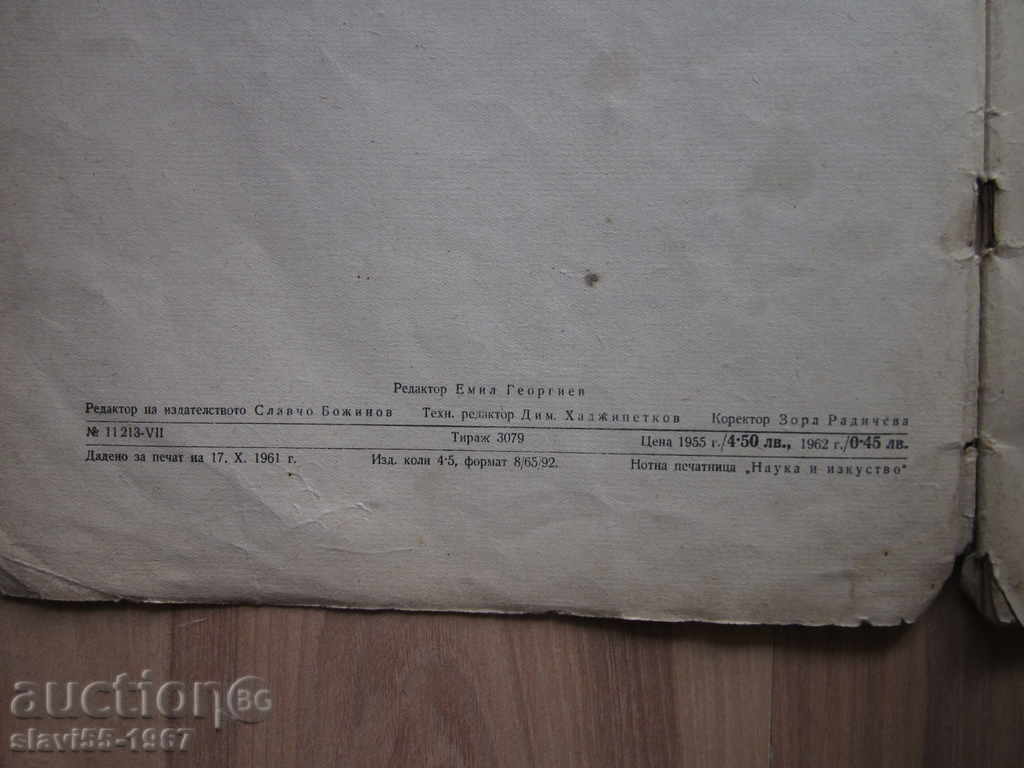 Редактор Емил Георгиев
Редактор на издателството Славчо Божинов Техн. редактор Дим. Хаджипетков Коректор Зора Радичева
№ 11213-VII Тираж 3079 Цена 1955 г./4·50 лв., 1962 г./0·45 лв.
Дадено за печат на 17. X. 1961 г. Изд. коли 4·5, формат 8/65/92. Нотна печатница „Наука и изкуство"
auction BG
slavi55-1967